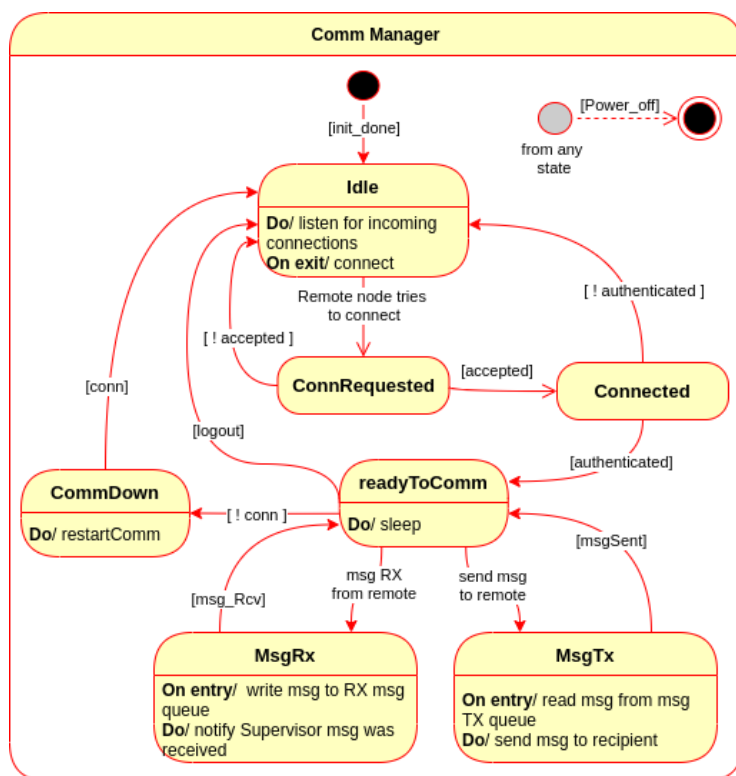 Comm Manager
[init_done]
[Power_off]
from any
state
Idle
Do/ listen for incoming
connections
On exit/ connect
Remote node tries
to connect
[ ! authenticated ]
[ ! accepted ]
[conn]
ConnRequested
[accepted]
Connected
[logout]
[authenticated]
CommDown
Do/ restartComm
[ ! conn ]
readyToComm
Do/ sleep
[msgSent]
[msg_Rcv]
msg RX
from remote
send msg
to remote
MsgRx
On entry/ write msg to RX msg
queue
Do/ notify Supervisor msg was
received
MsgTx
On entry/ read msg from msg
TX queue
Do/ send msg to recipient